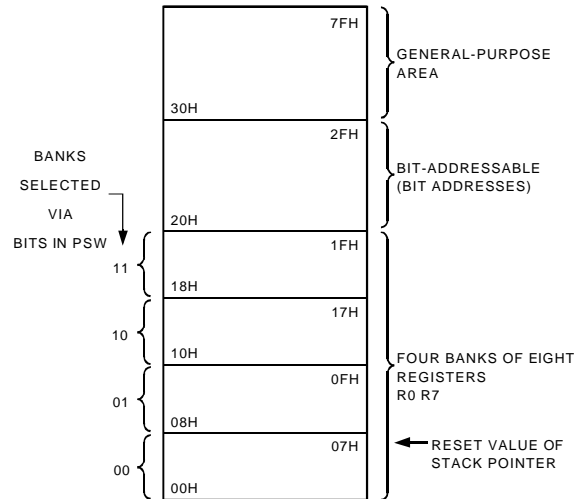 7FH
GENERAL-PURPOSE
AREA
30H
2FH
BANKS
SELECTED
VIA
BITS IN PSW
BIT-ADDRESSABLE
(BIT ADDRESSES)
20H
1FH
11
18H
17H
10
10H
FOUR BANKS OF EIGHT
REGISTERS
R0 R7
0FH
01
08H
07H
RESET VALUE OF
STACK POINTER
00
00H